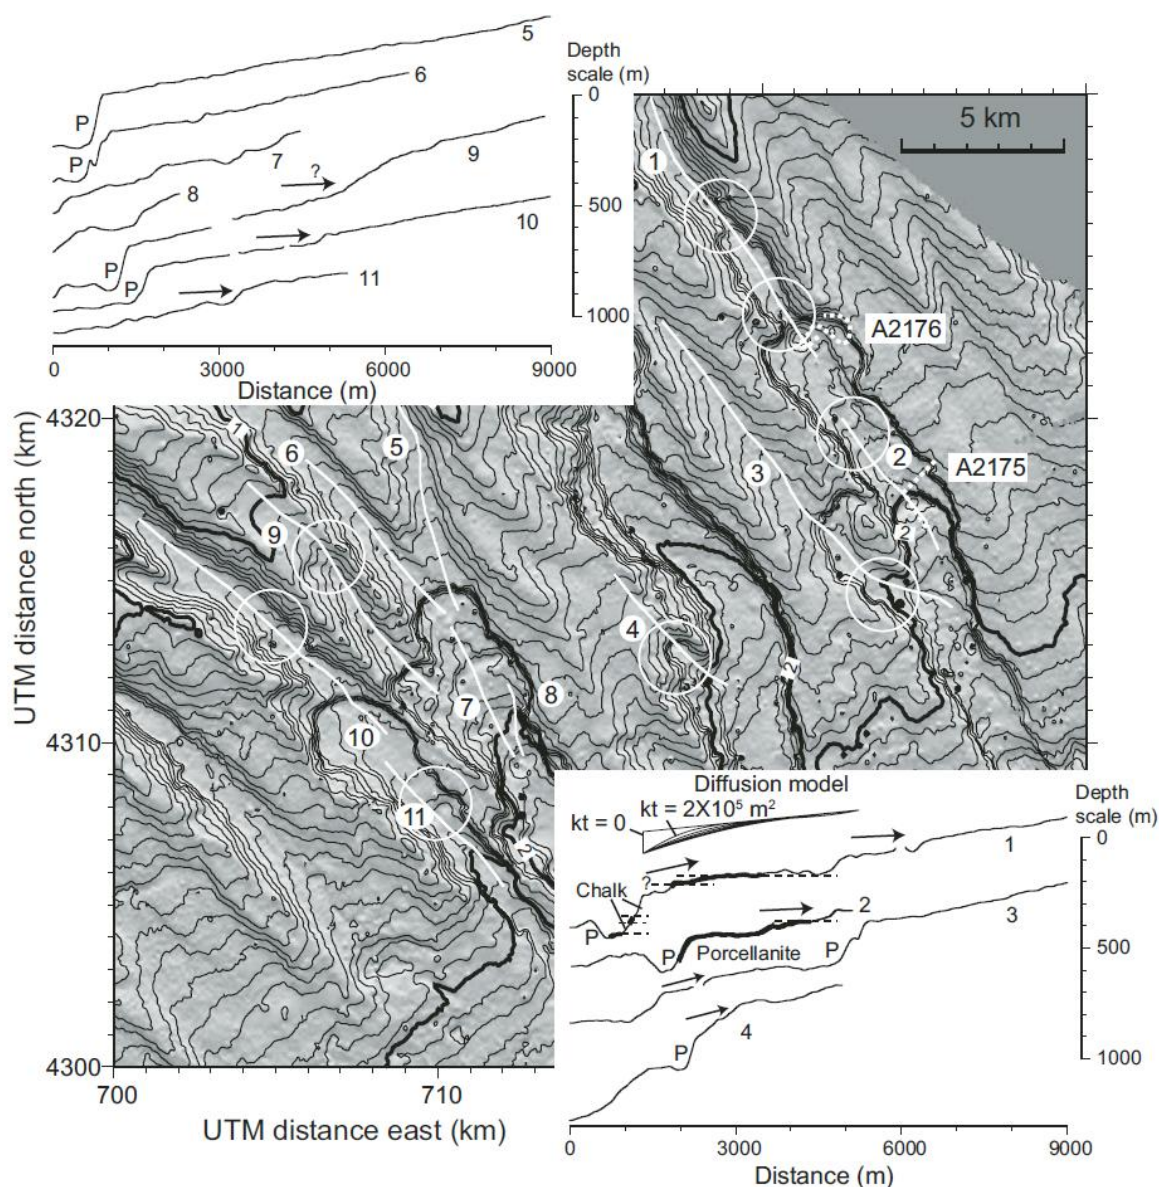 5
Depth
scale (m)
6
P
0
5 km
P
7
?
9
1
8
500
10
P
P
11
1000
A2176
0
3000
6000
9000
Distance (m)
4320
1
6
5
2
3
A2175
9
2
4
UTM distance north (km)
2
8
7
4310
10
11
Diffusion model
Depth
scale (m)
kt = 2X10⁵ m²
kt = 0
2
0
1
Chalk
?
2
3
P
P
Porcellanite
P
500
4
P
4300
1000
700
710
UTM distance east (km)
0
3000
6000
9000
Distance (m)